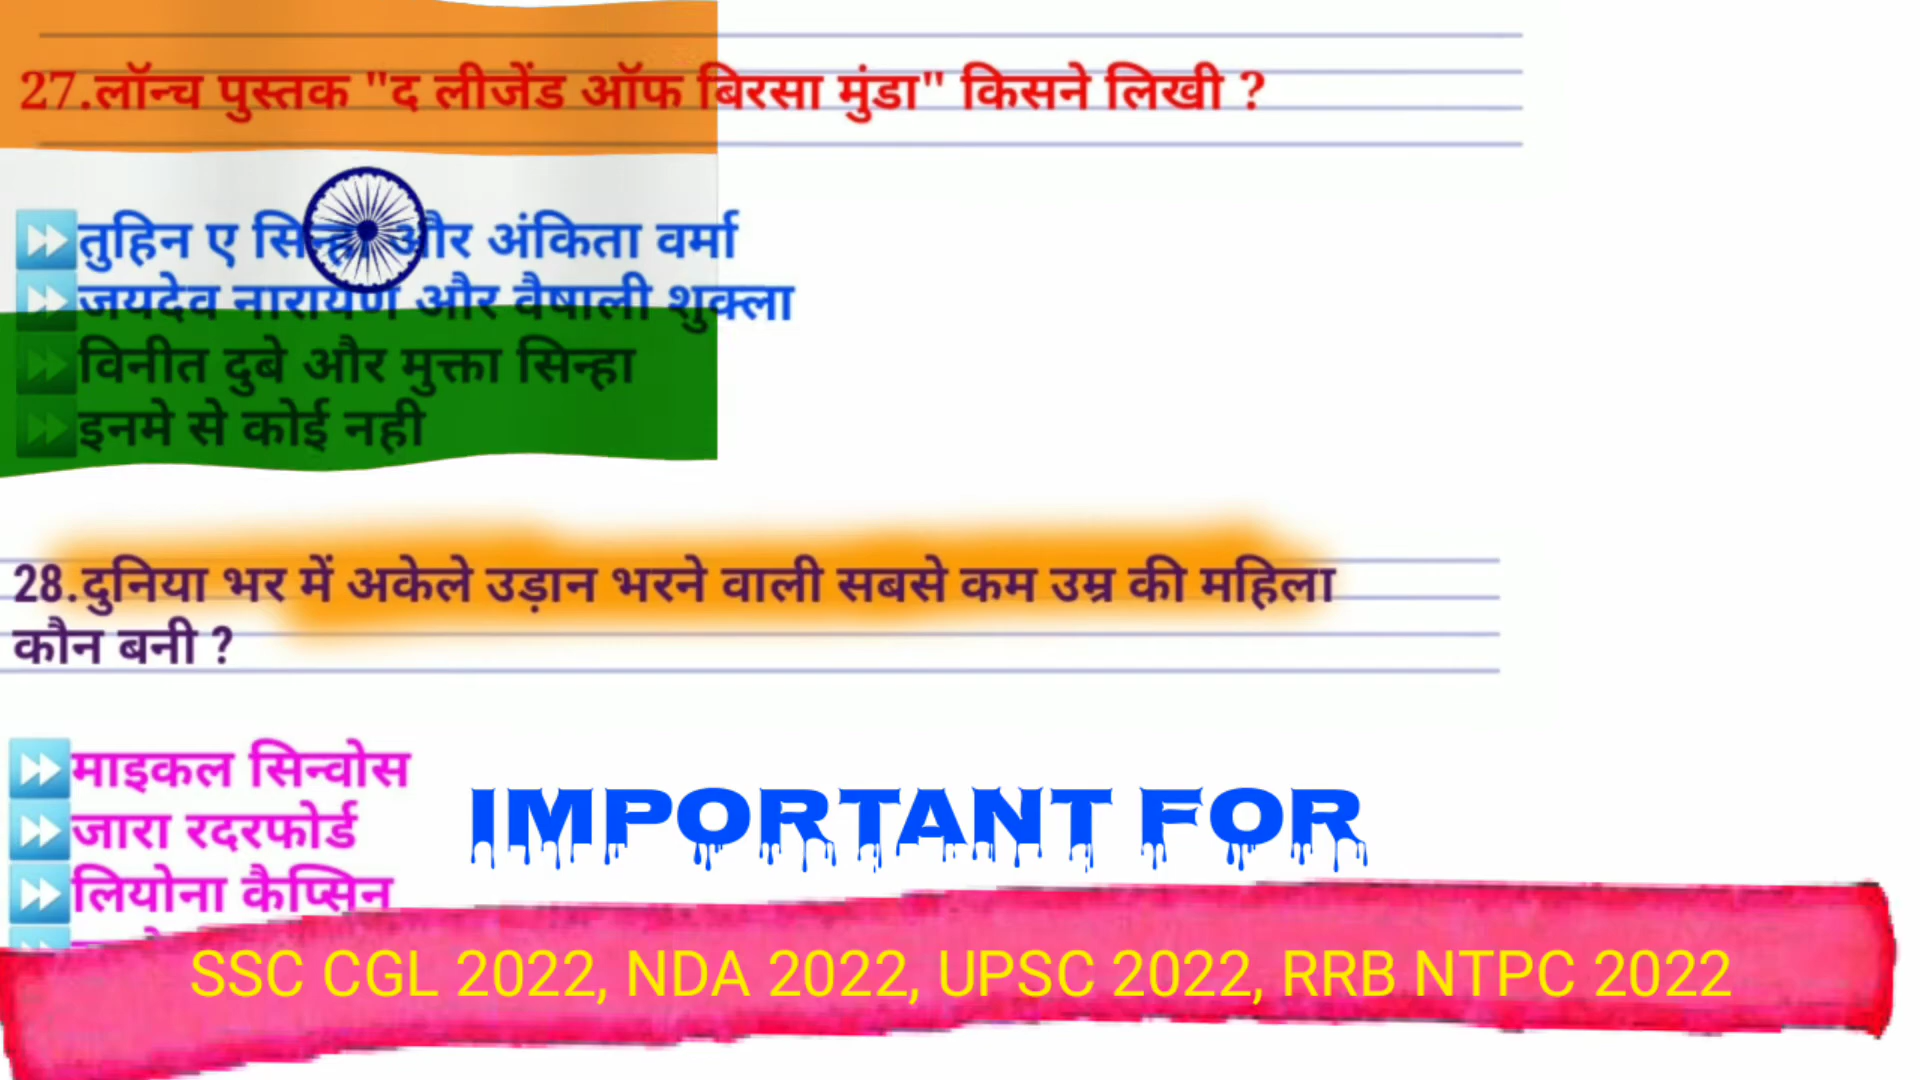 27.लॉन्च पुस्तक "द लीजेंड ऑफ बिरसा मुंडा" किसने लिखी ?
तुहिन ए सिन्हा और अंकिता वर्मा
जयदेव नारायण और वैषाली शुक्ला
विनीत दुबे और मुक्ता सिन्हा
इनमे से कोई नही
28.दुनिया भर में अकेले उड़ान भरने वाली सबसे कम उम्र की महिला
कौन बनी ?
माइकल सिन्वोस
जारा रदरफोर्ड
लियोना कैप्सिन
IMPORTANT FOR
SSC CGL 2022, NDA 2022, UPSC 2022, RRB NTPC 2022